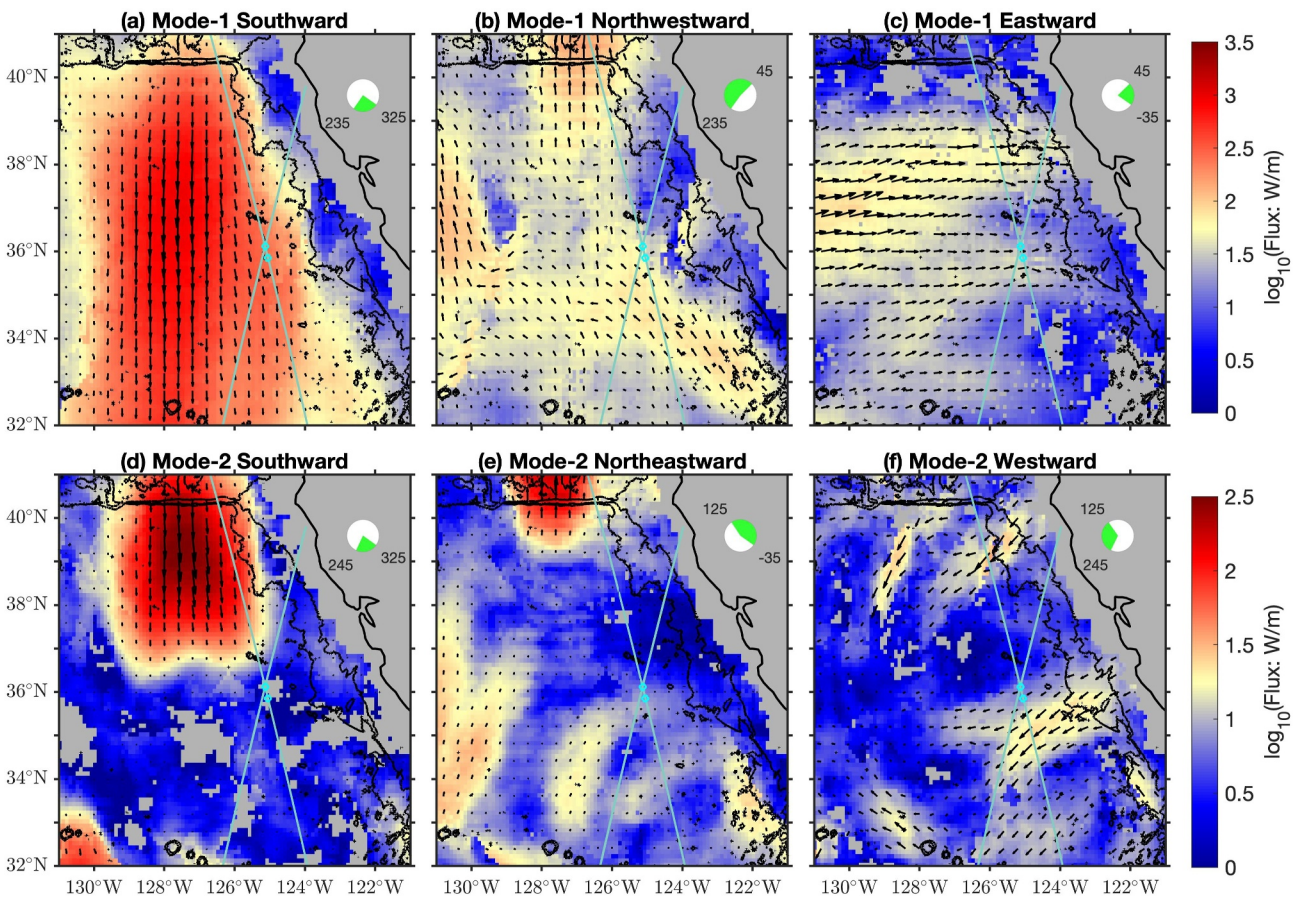 (a) Mode-1 Southward
(b) Mode-1 Northwestward
(c) Mode-1 Eastward
40°N
38°N
36°N
34°N
32°N
235
325
45
235
45
-35
3.5
3
2.5
2
1.5
1
0.5
0
log10(Flux: W/m)
(d) Mode-2 Southward
(e) Mode-2 Northeastward
(f) Mode-2 Westward
40°N
38°N
36°N
34°N
32°N
245
325
125
-35
125
245
2.5
2
1.5
1
0.5
0
log10(Flux: W/m)
130°W 128°W 126°W 124°W 122°W
130°W 128°W 126°W 124°W 122°W
130°W 128°W 126°W 124°W 122°W